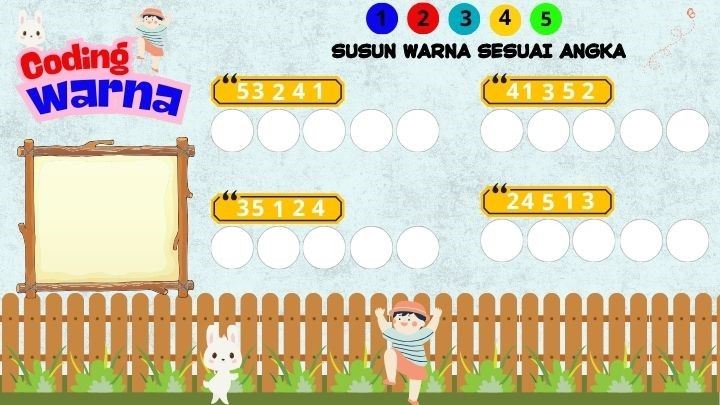 Coding
Warna
1 2 3 4 5
SUSUN WARNA SESUAI ANGKA
“53241
“41352
“35124
“24513